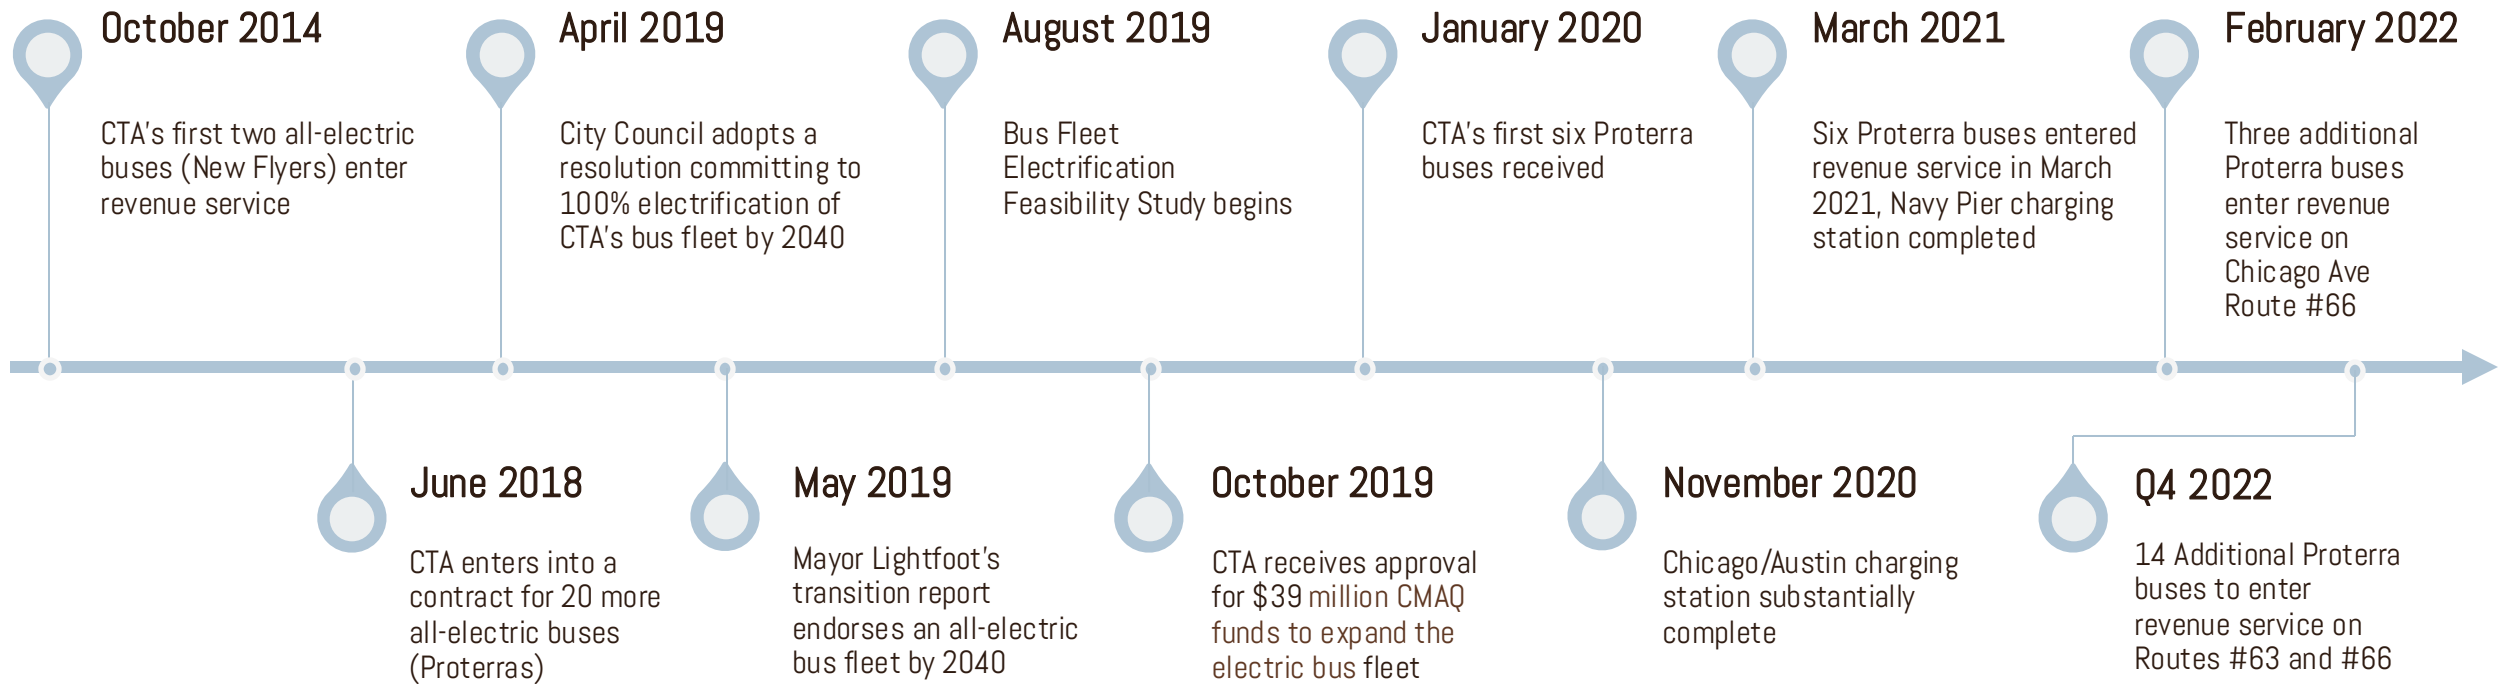 October 2014
CTA's first two all-electric
buses (New Flyers) enter
revenue service
April 2019
City Council adopts a
resolution committing to
100% electrification of
CTA's bus fleet by 2040
August 2019
Bus Fleet
Electrification
Feasibility Study begins
January 2020
CTA's first six Proterra
buses received
March 2021
Six Proterra buses entered
revenue service in March
2021, Navy Pier charging
station completed
February 2022
Three additional
Proterra buses
enter revenue
service on
Chicago Ave
Route #66
June 2018
CTA enters into a
contract for 20 more
all-electric buses
(Proterras)
May 2019
Mayor Lightfoot's
transition report
endorses an all-electric
bus fleet by 2040
October 2019
CTA receives approval
for $39 million CMAQ
funds to expand the
electric bus fleet
November 2020
Chicago/Austin charging
station substantially
complete
Q4 2022
14 Additional Proterra
buses to enter
revenue service on
Routes #63 and #66